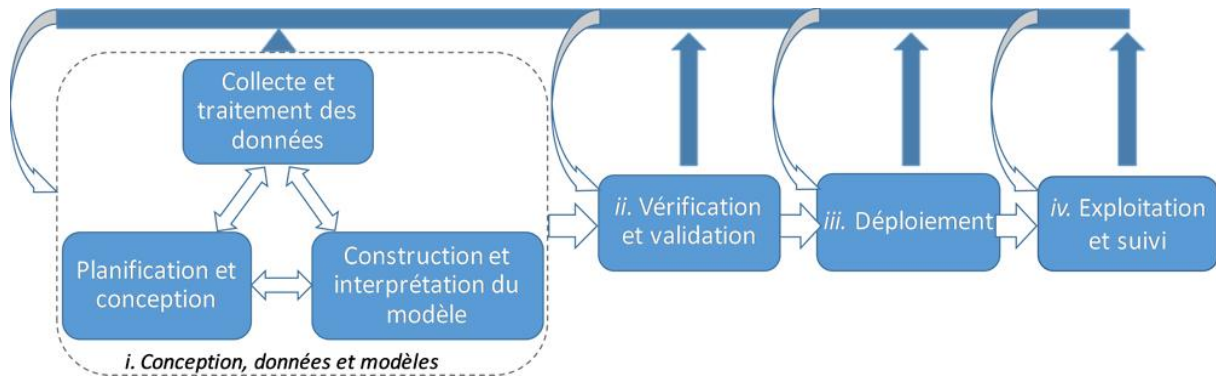 Collecte et
traitement des
données
Planification et
conception
Construction et
interprétation du
modèle
i. Conception, données et modèles
ii. Vérification
et validation
iii. Déploiement
iv. Exploitation
et suivi